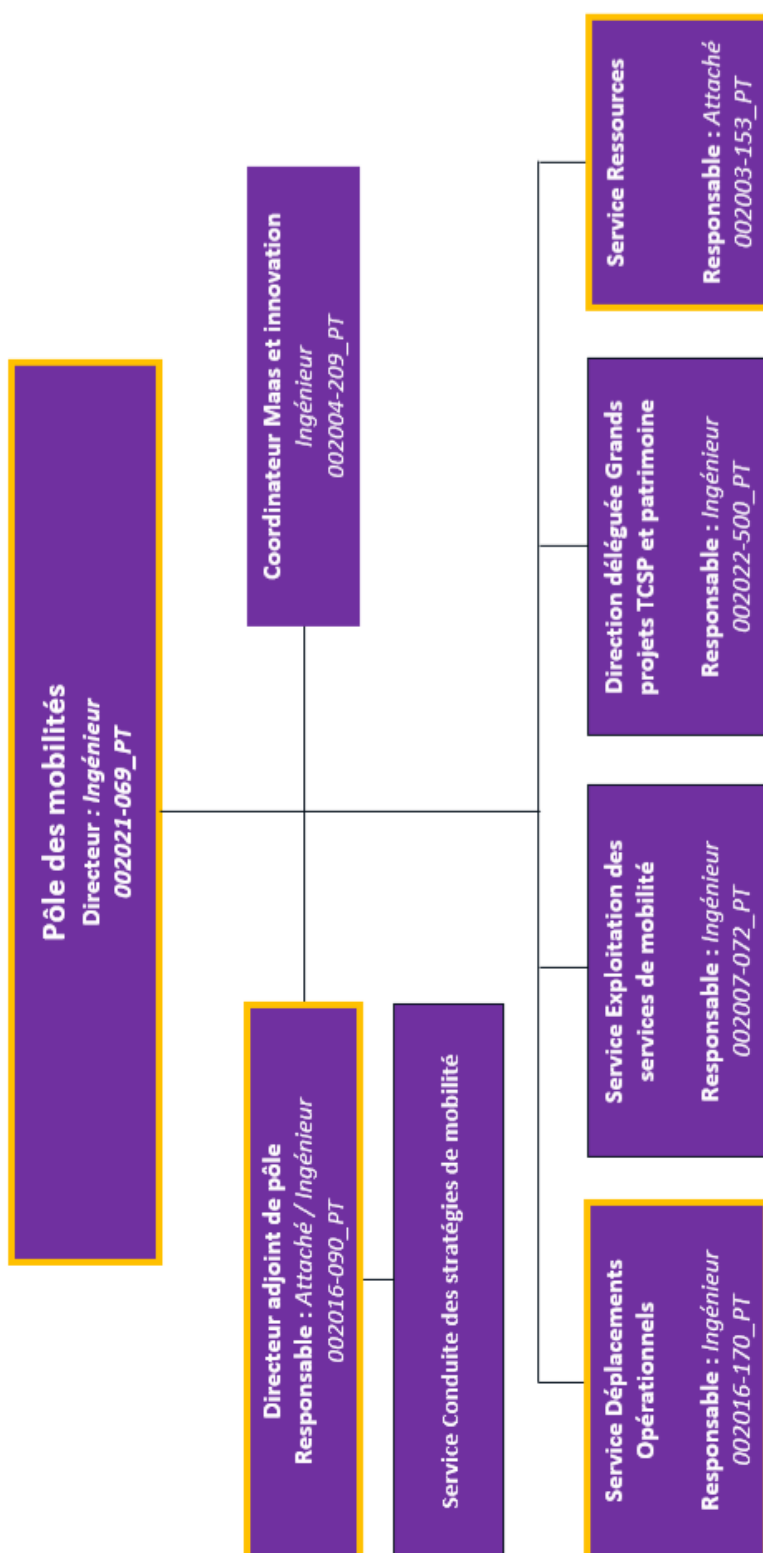 Pôle des mobilités
Directeur : Ingénieur
002021-069_PT
Directeur adjoint de pôle
Responsable : Attaché / Ingénieur
002016-090_PT
Coordinateur Maas et innovation
Ingénieur
002004-209_PT
Service Conduite des stratégies de mobilité
Service Déplacements
Opérationnels
Responsable : Ingénieur
002016-170_PT
Service Exploitation des
services de mobilité
Responsable : Ingénieur
002007-072_PT
Direction déléguée Grands
projets TCSP et patrimoine
Responsable : Ingénieur
002022-500_PT
Service Ressources
Responsable : Attaché
002003-153_PT